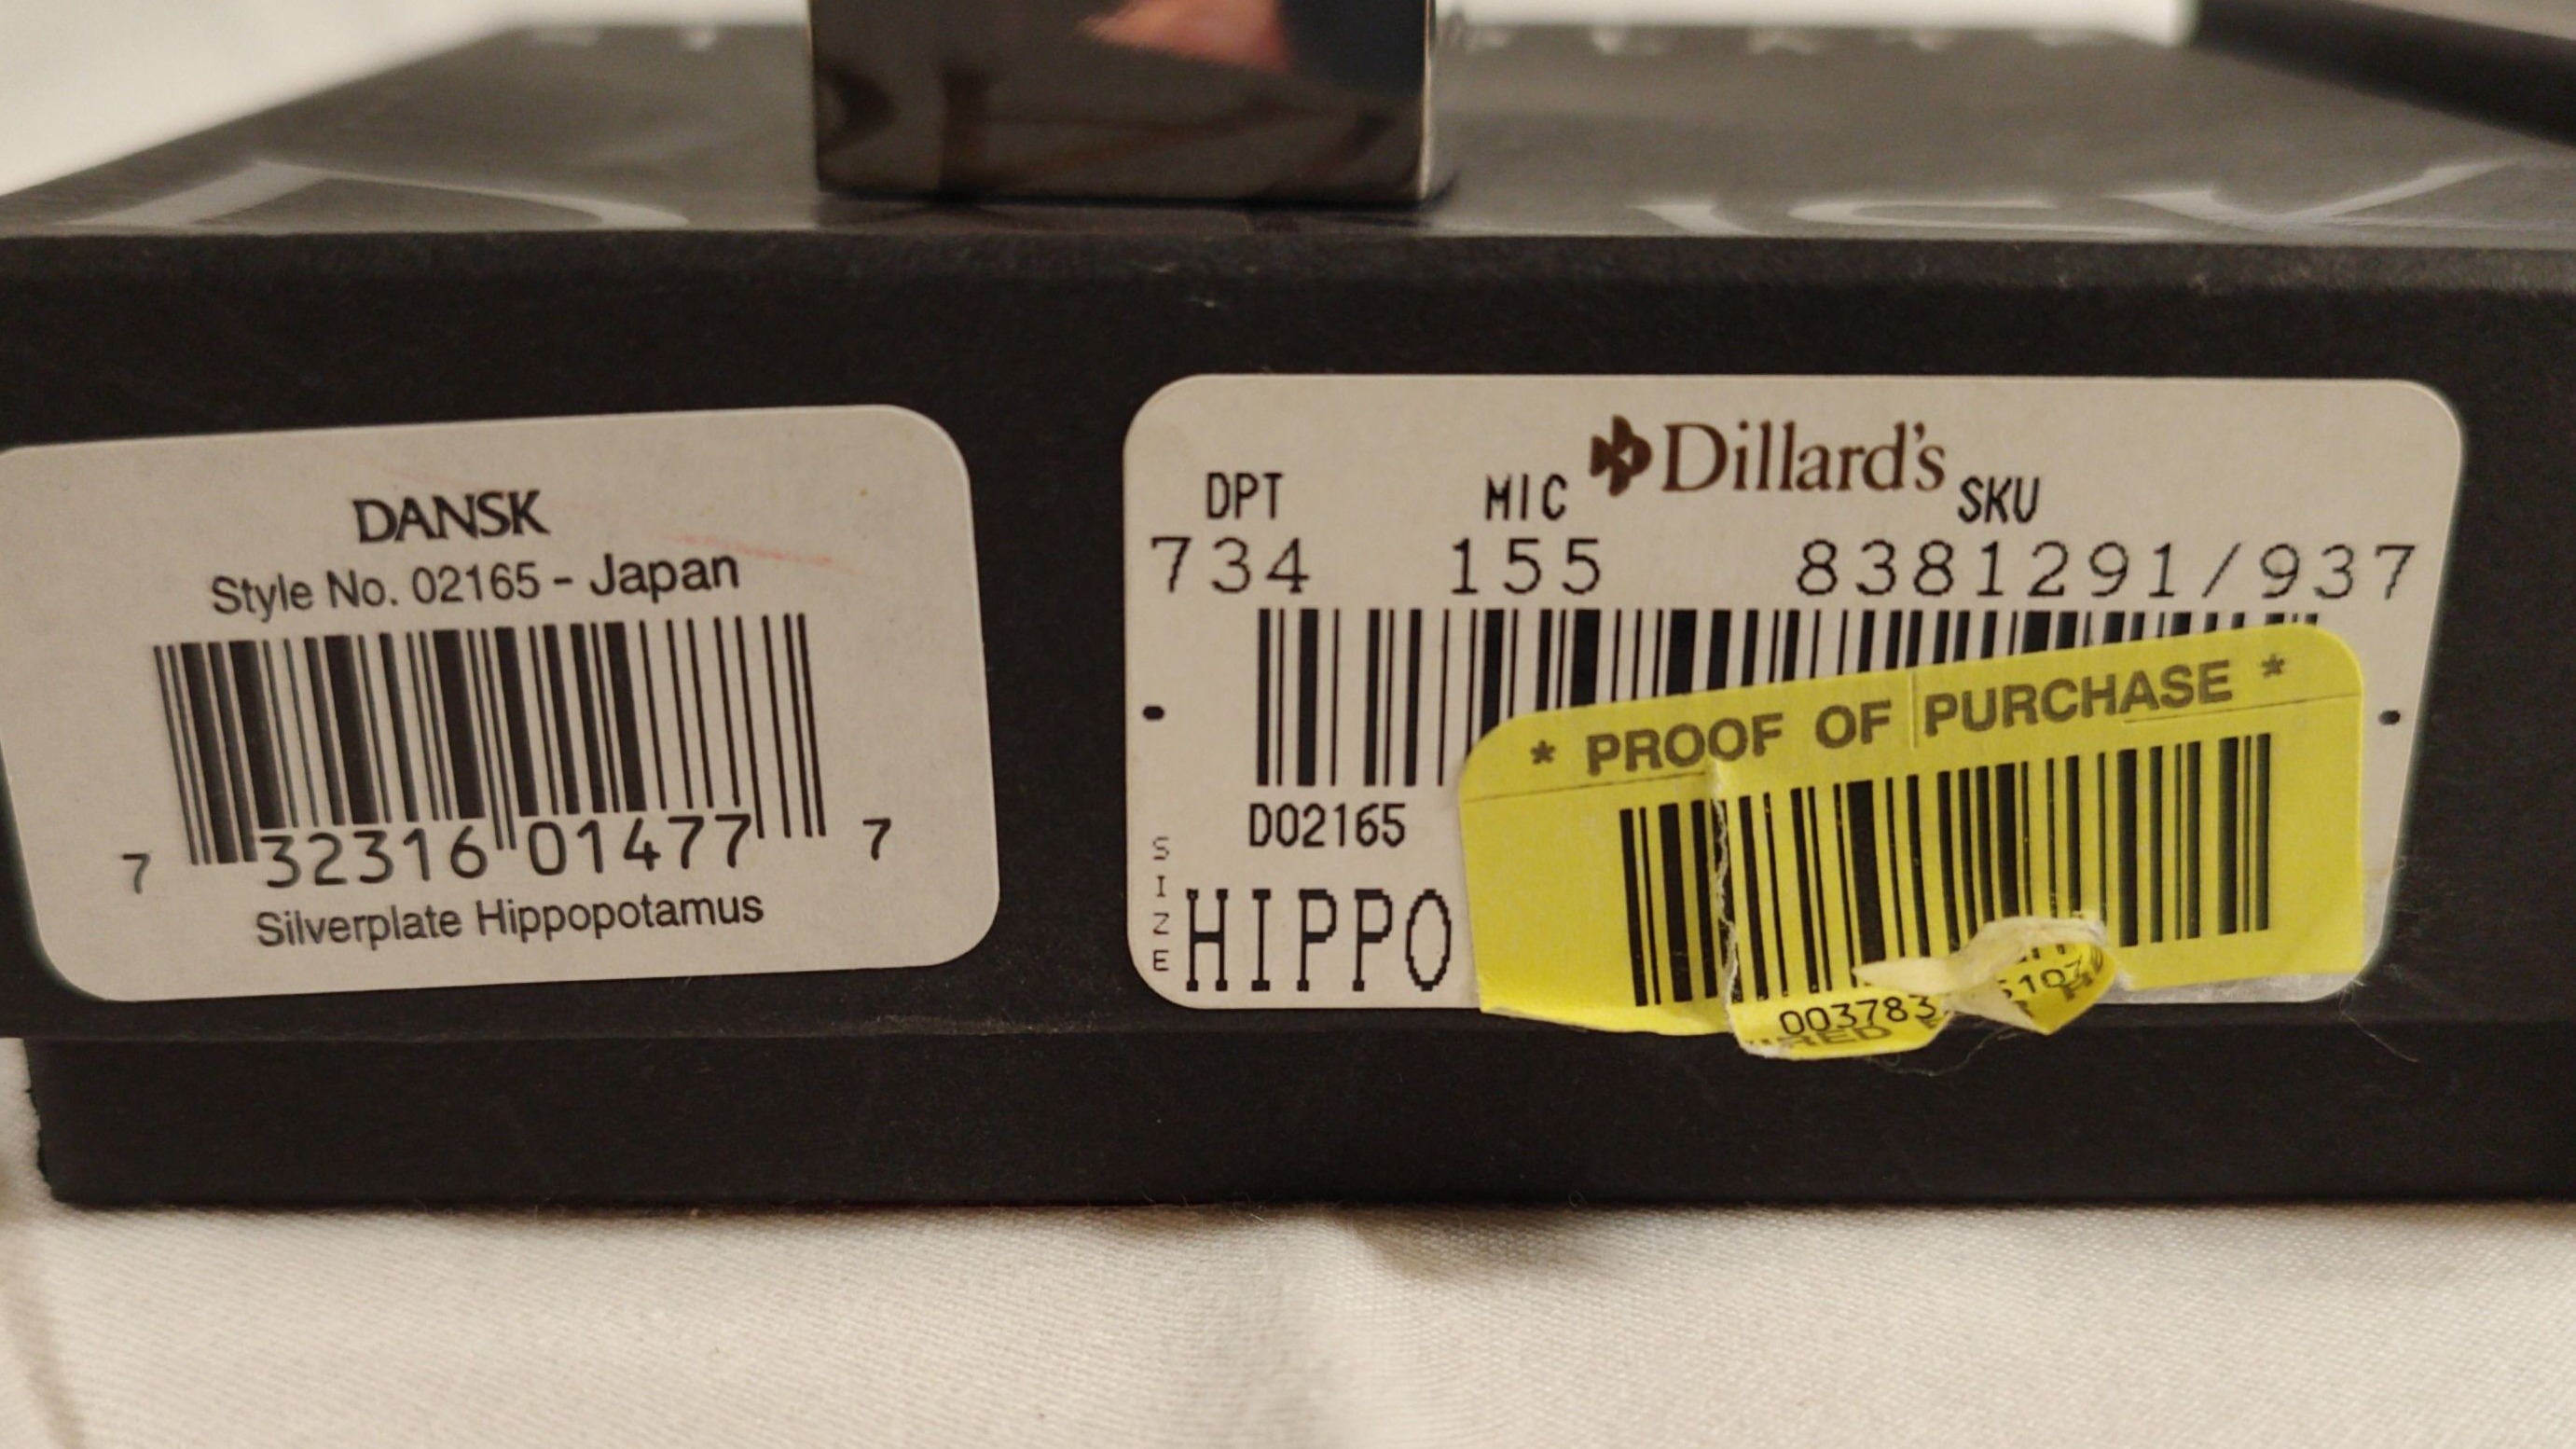 DANSK
Style No. 02165 - Japan
7 32316 01477 7
Silverplate Hippopotamus
Dillard's
DPT MIC SKU
734 155 8381291/937
D02165
SIZE
HIPPO
* PROOF OF PURCHASE *
003783